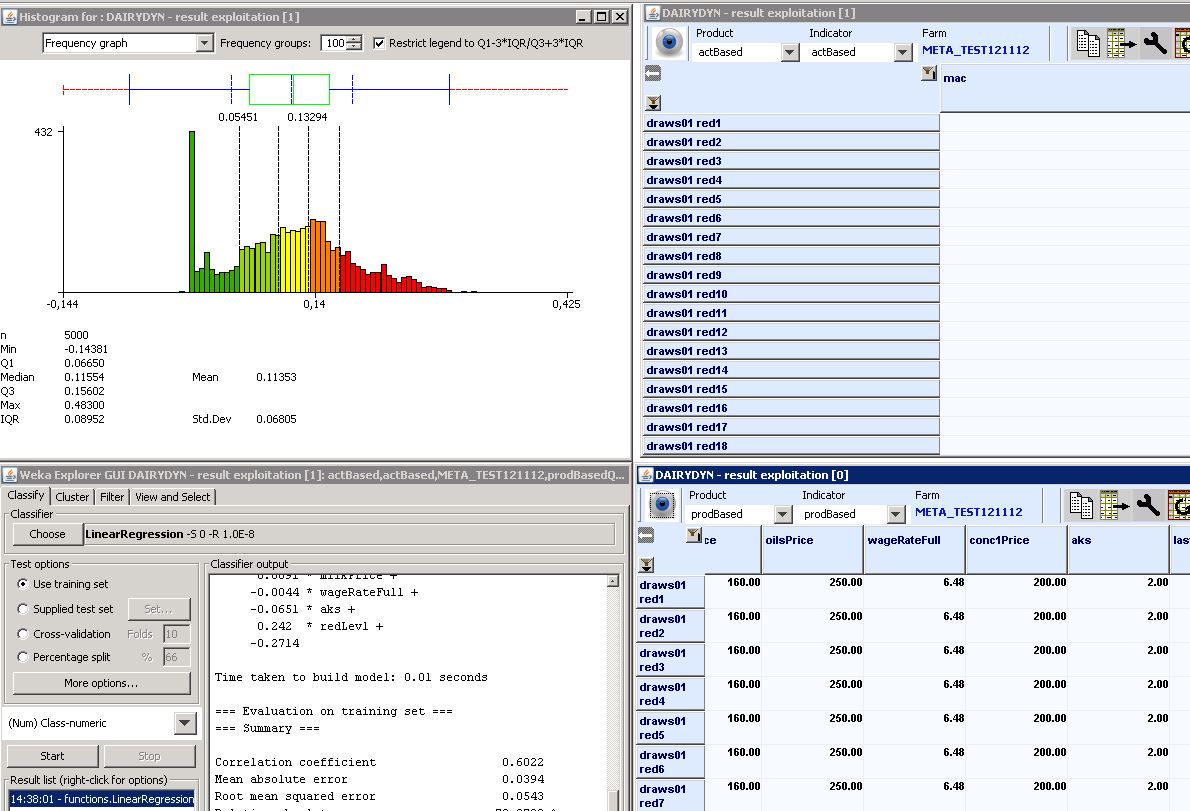 Histogram for : DAIRYDYN - result exploitation [1]
Frequency graph
Frequency groups:
100
Restrict legend to Q1-3*IQR/Q3+3*IQR
0.05451
0.13294
432
-0,144
0,14
0,425
n 5000
Min -0.14381
Q1 0.06650
Median 0.11554 Mean 0.11353
Q3 0.15602
Max 0.48300
IQR 0.08952 Std.Dev 0.06805
DAIRYDYN - result exploitation [1]
Product Indicator Farm
actBased actBased META_TEST121112
mac
draws01 red1
draws01 red2
draws01 red3
draws01 red4
draws01 red5
draws01 red6
draws01 red7
draws01 red8
draws01 red9
draws01 red10
draws01 red11
draws01 red12
draws01 red13
draws01 red14
draws01 red15
draws01 red16
draws01 red17
draws01 red18
Weka Explorer GUI DAIRYDYN - result exploitation [1]: actBased,actBased,META_TEST121112,prodBasedQ...
Classify Cluster Filter View and Select
Classifier
Choose LinearRegression -S 0 -R 1.0E-8
Test options
Use training set
Supplied test set Set...
Cross-validation Folds 10
Percentage split % 66
More options...
(Num) Class-numeric
Start Stop
Result list (right-click for options)
14:38:01 - functions.LinearRegression
Classifier output
-0.0044 * wageRateFull +
-0.0651 * aks +
0.242 * redLevl +
-0.2714
Time taken to build model: 0.01 seconds
=== Evaluation on training set ===
=== Summary ===
Correlation coefficient 0.6022
Mean absolute error 0.0394
Root mean squared error 0.0543
DAIRYDYN - result exploitation [0]
Product Indicator Farm
prodBased prodBased META_TEST121112
ce oilsPrice wageRateFull conc1Price aks las
draws01 red1 160.00 250.00 6.48 200.00 2.00
draws01 red2 160.00 250.00 6.48 200.00 2.00
draws01 red3 160.00 250.00 6.48 200.00 2.00
draws01 red4 160.00 250.00 6.48 200.00 2.00
draws01 red5 160.00 250.00 6.48 200.00 2.00
draws01 red6 160.00 250.00 6.48 200.00 2.00
draws01 red7 160.00 250.00 6.48 200.00 2.00